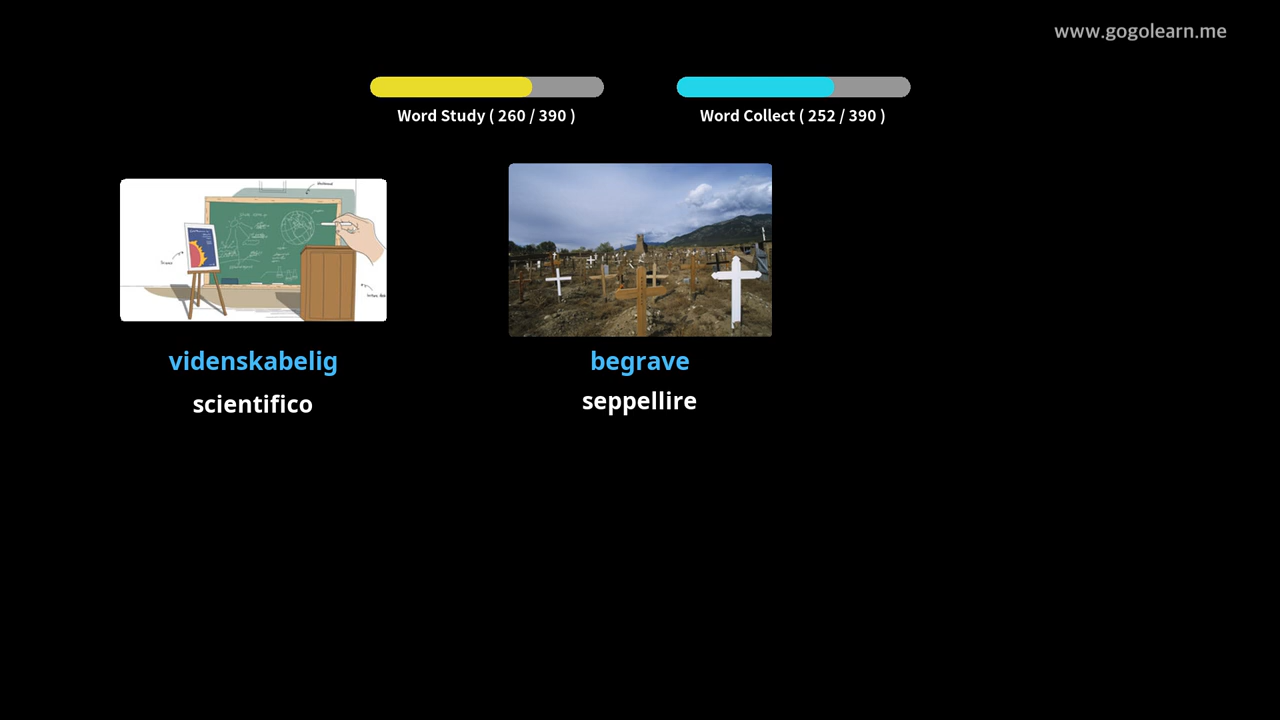 www.gogolearn.me
Word Study ( 260 / 390 )
Word Collect ( 252 / 390 )
videnskabelig
scientifico
begrave
seppellire